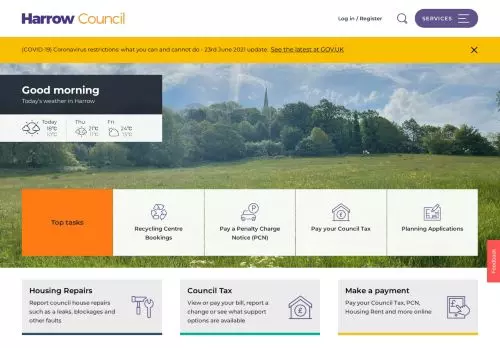 Harrow Council
Log in / Register
SERVICES
(COVID-19) Coronavirus restrictions: what you can and cannot do - 23rd June 2021 update. See the latest at GOV.UK
Good morning
Today's weather in Harrow
Today
18°C
10°C
Thu
21°C
11°C
Fri
24°C
13°C
Top tasks
Recycling Centre
Bookings
Pay a Penalty Charge
Notice (PCN)
Pay your Council Tax
Planning Applications
Feedback
Housing Repairs
Report council house repairs
such as a leaks, blockages and
other faults
Council Tax
View or pay your bill, report a
change or see what support
options are available
Make a payment
Pay your Council Tax, PCN,
Housing Rent and more online